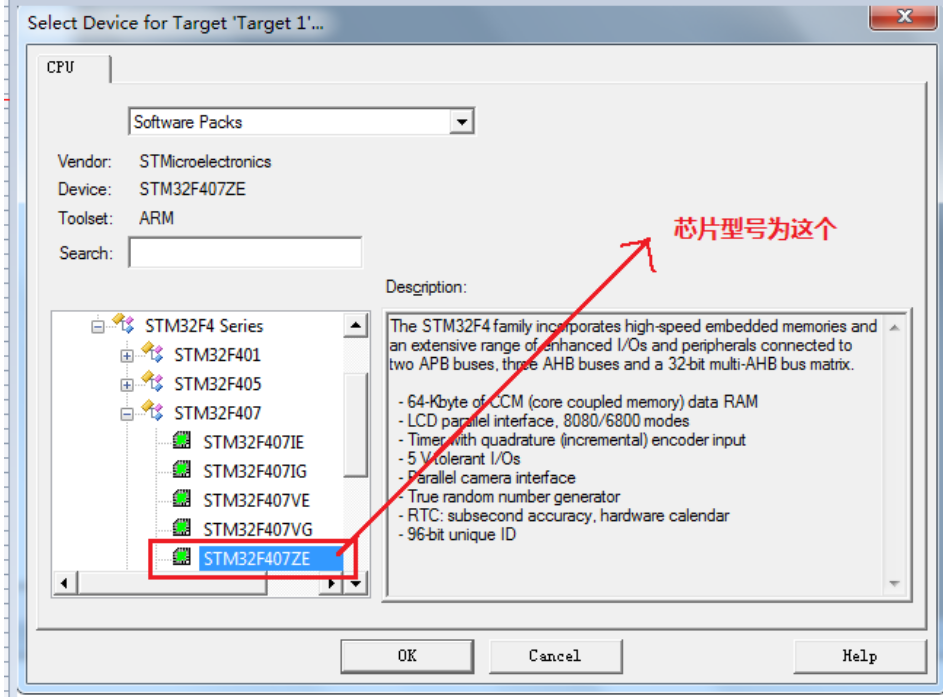 Select Device for Target 'Target 1'...
CPU
Software Packs
Vendor: STMicroelectronics
Device: STM32F407ZE
Toolset: ARM
Search:
芯片型号为这个
Description:
STM32F4 Series
STM32F401
STM32F405
STM32F407
STM32F407IE
STM32F407IG
STM32F407VE
STM32F407VG
STM32F407ZE
The STM32F4 family incorporates high-speed embedded memories and
an extensive range of enhanced I/Os and peripherals connected to
two APB buses, three AHB buses and a 32-bit multi-AHB bus matrix.
- 64-Kbyte of CCM (core coupled memory) data RAM
- LCD parallel interface, 8080/6800 modes
- Timer with quadrature (incremental) encoder input
- 5 V-tolerant I/Os
- Parallel camera interface
- True random number generator
- RTC: subsecond accuracy, hardware calendar
- 96-bit unique ID
OK
Cancel
Help